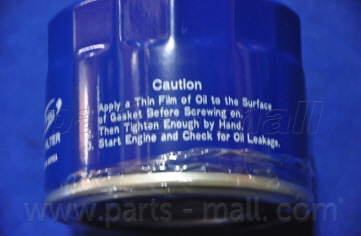 Caution
Apply a Thin Film of Oil to the Surface
of Gasket Before Screwing on,
Then Tighten Enough by Hand,
Start Engine and Check for Oil Leakage.
LTER
www.parts-mall.com